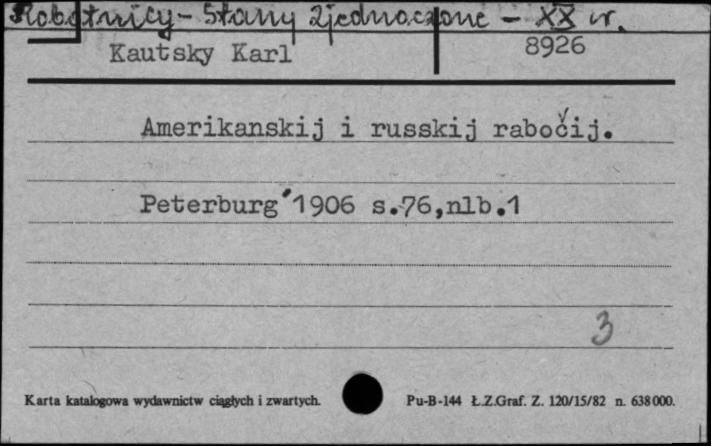 Robotnicy - Stany Zjednoczone - XX w.
Kautsky Karl
8926
Amerikanskij i russkij rabočij.
Peterburg 1906 s.76,nlb.1
3
Karta katalogowa wydawnictw ciągłych i zwartych.
Pu-B-144 Ł.Z.Graf. Z. 120/15/82 n. 638000.